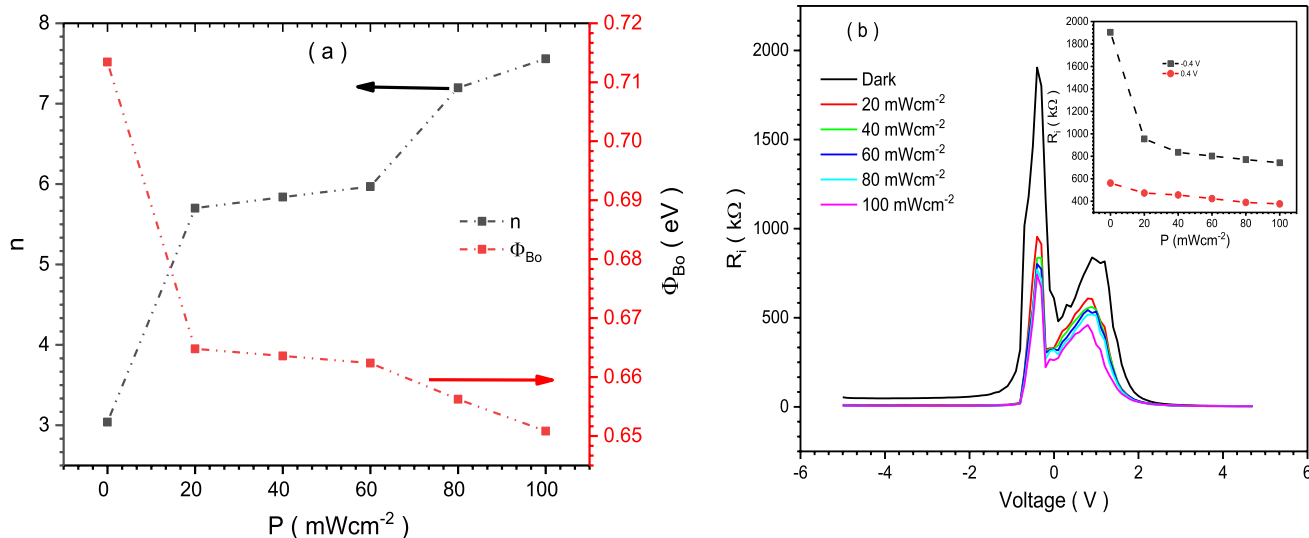 ( a )
8
7
6
5
4
3
n
0.72
0.71
0.70
0.69
0.68
0.67
0.66
0.65
Φ_Bo ( eV )
n
Φ_Bo
0 20 40 60 80 100
P ( mWcm⁻² )
( b )
2000
1500
1000
500
0
R_i ( kΩ )
Dark
20 mWcm⁻²
40 mWcm⁻²
60 mWcm⁻²
80 mWcm⁻²
100 mWcm⁻²
-6 -4 -2 0 2 4 6
Voltage ( V )
2000
1800
1600
1400
1200
1000
800
600
400
R_i ( kΩ )
-0.4 V
0.4 V
0 20 40 60 80 100
P (mWcm⁻²)